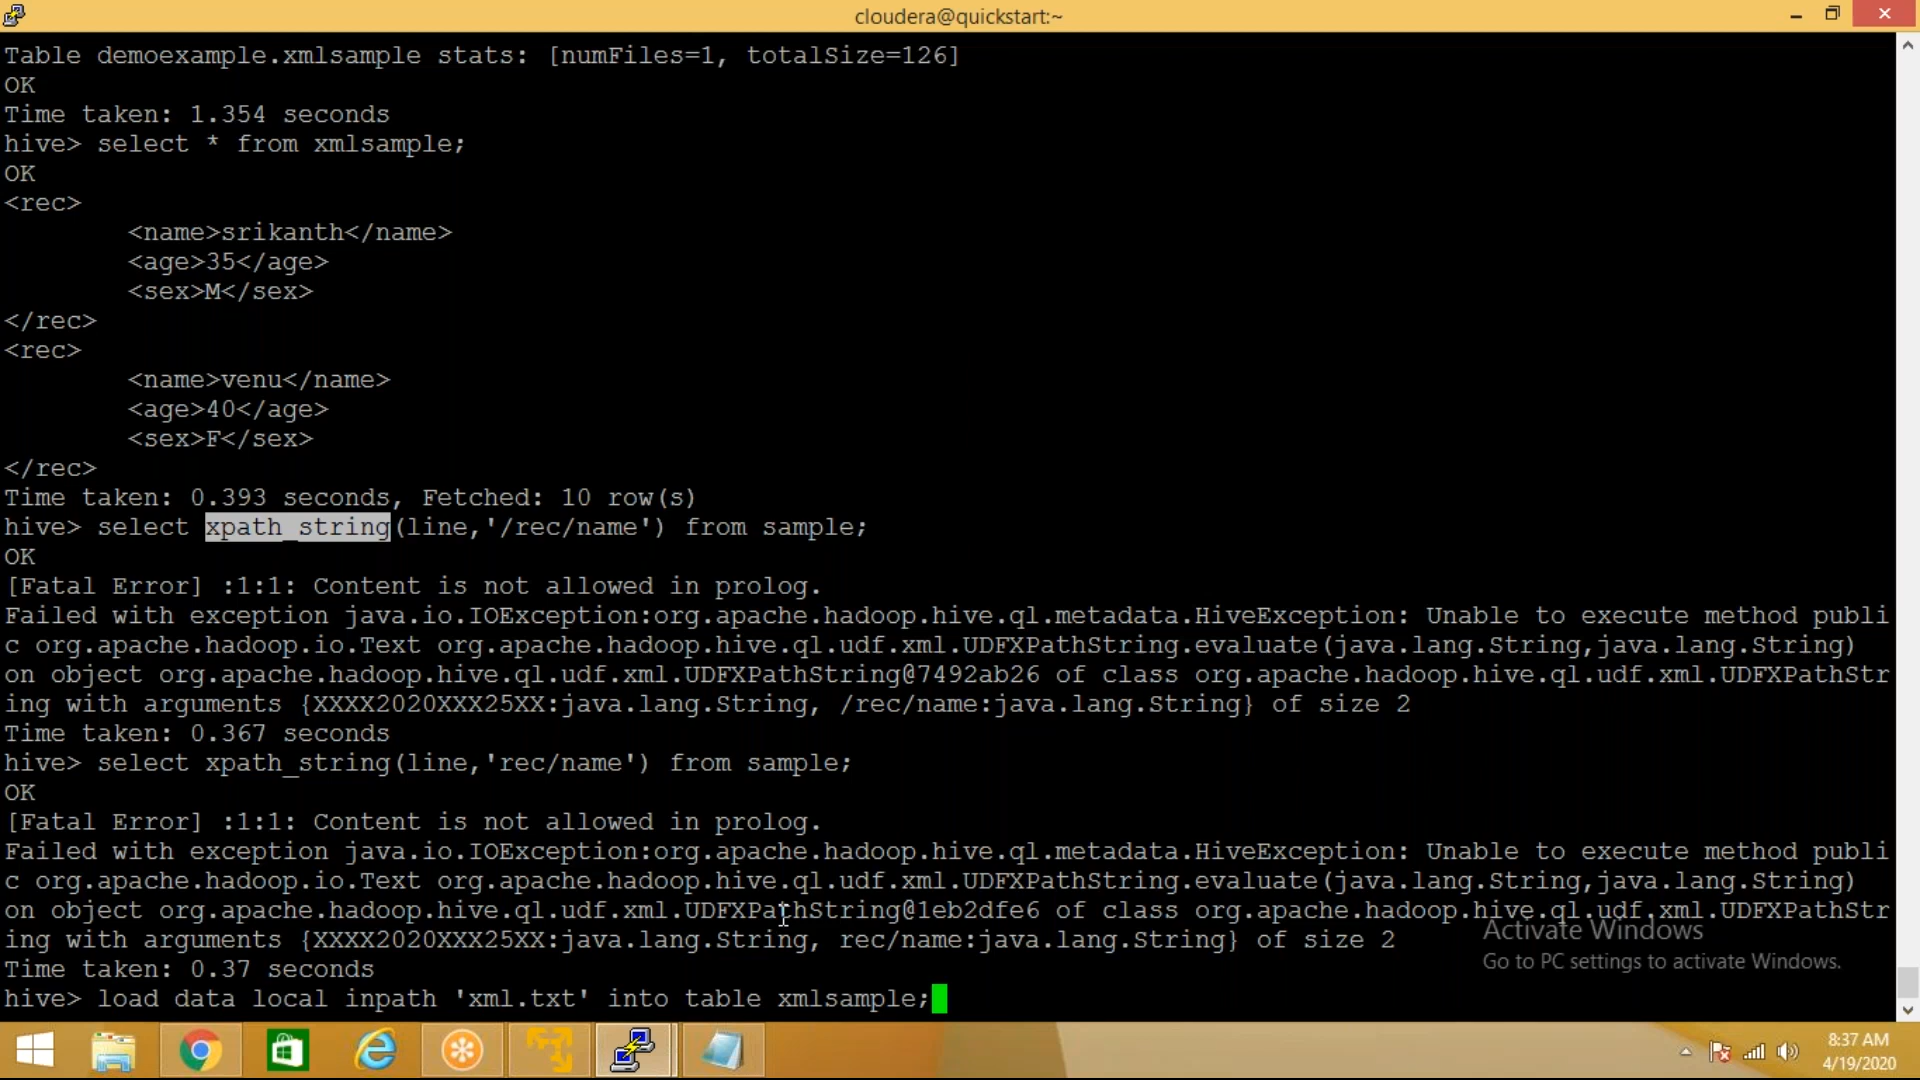 cloudera@quickstart:~
Table demoexample.xmlsample stats: [numFiles=1, totalSize=126]
OK
Time taken: 1.354 seconds
hive> select * from xmlsample;
OK
<rec>
        <name>srikanth</name>
        <age>35</age>
        <sex>M</sex>
</rec>
<rec>
        <name>venu</name>
        <age>40</age>
        <sex>F</sex>
</rec>
Time taken: 0.393 seconds, Fetched: 10 row(s)
hive> select xpath_string(line,'/rec/name') from sample;
OK
[Fatal Error] :1:1: Content is not allowed in prolog.
Failed with exception java.io.IOException:org.apache.hadoop.hive.ql.metadata.HiveException: Unable to execute method publi
c org.apache.hadoop.io.Text org.apache.hadoop.hive.ql.udf.xml.UDFXPathString.evaluate(java.lang.String,java.lang.String)
on object org.apache.hadoop.hive.ql.udf.xml.UDFXPathString@7492ab26 of class org.apache.hadoop.hive.ql.udf.xml.UDFXPathStr
ing with arguments {XXXX2020XXX25XX:java.lang.String, /rec/name:java.lang.String} of size 2
Time taken: 0.367 seconds
hive> select xpath_string(line,'rec/name') from sample;
OK
[Fatal Error] :1:1: Content is not allowed in prolog.
Failed with exception java.io.IOException:org.apache.hadoop.hive.ql.metadata.HiveException: Unable to execute method publi
c org.apache.hadoop.io.Text org.apache.hadoop.hive.ql.udf.xml.UDFXPathString.evaluate(java.lang.String,java.lang.String)
on object org.apache.hadoop.hive.ql.udf.xml.UDFXPathString@1eb2dfe6 of class org.apache.hadoop.hive.ql.udf.xml.UDFXPathStr
ing with arguments {XXXX2020XXX25XX:java.lang.String, rec/name:java.lang.String} of size 2
Time taken: 0.37 seconds
hive> load data local inpath 'xml.txt' into table xmlsample;
Activate Windows
Go to PC settings to activate Windows.
8:37 AM
4/19/2020